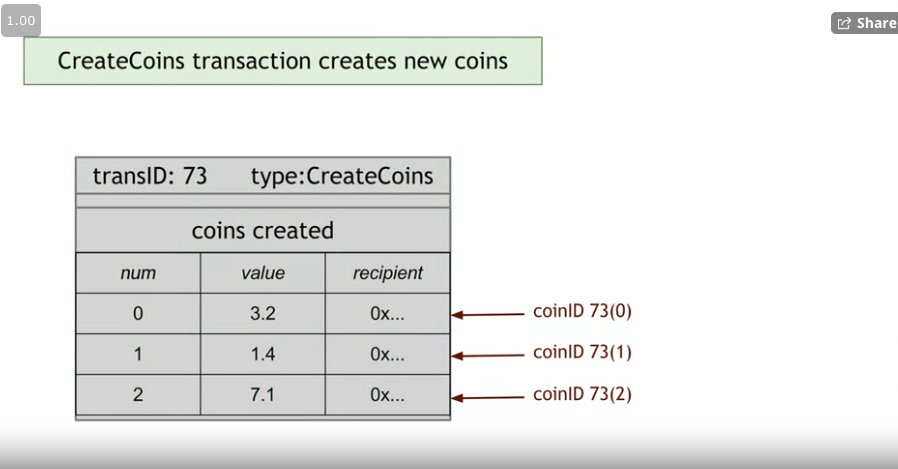 1.00
Share
CreateCoins transaction creates new coins
transID: 73 type:CreateCoins
coins created
num value recipient
0 3.2 0x... coinID 73(0)
1 1.4 0x... coinID 73(1)
2 7.1 0x... coinID 73(2)